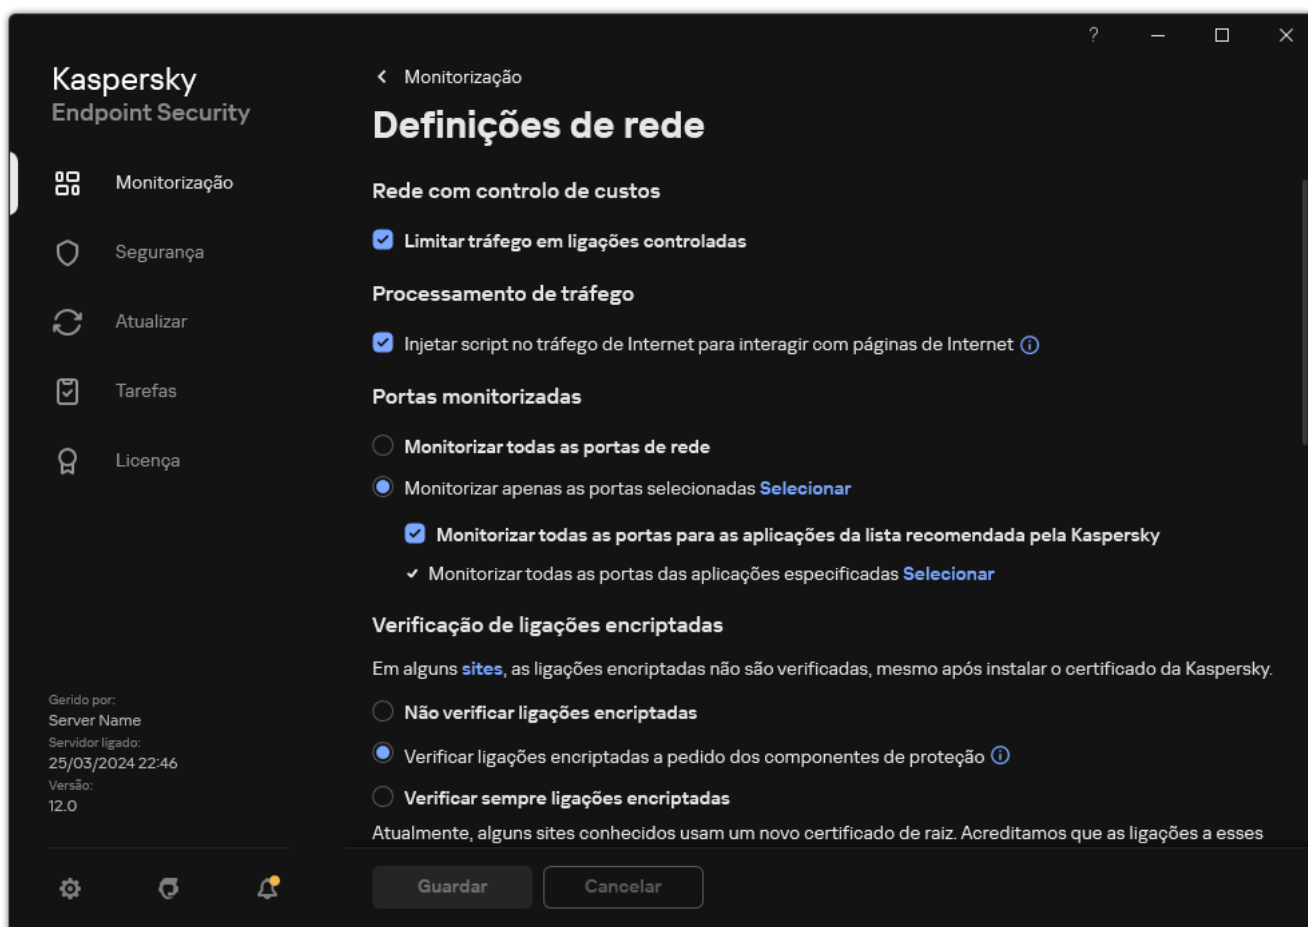 ?
Kaspersky
Endpoint Security
Monitorização
Segurança
Atualizar
Tarefas
Licença
Gerido por:
Server Name
Servidor ligado:
25/03/2024 22:46
Versão:
12.0
Monitorização
Definições de rede
Rede com controlo de custos
Limitar tráfego em ligações controladas
Processamento de tráfego
Injetar script no tráfego de Internet para interagir com páginas de Internet
Portas monitorizadas
Monitorizar todas as portas de rede
Monitorizar apenas as portas selecionadas Selecionar
Monitorizar todas as portas para as aplicações da lista recomendada pela Kaspersky
Monitorizar todas as portas das aplicações especificadas Selecionar
Verificação de ligações encriptadas
Em alguns sites, as ligações encriptadas não são verificadas, mesmo após instalar o certificado da Kaspersky.
Não verificar ligações encriptadas
Verificar ligações encriptadas a pedido dos componentes de proteção
Verificar sempre ligações encriptadas
Atualmente, alguns sites conhecidos usam um novo certificado de raiz. Acreditamos que as ligações a esses
Guardar
Cancelar